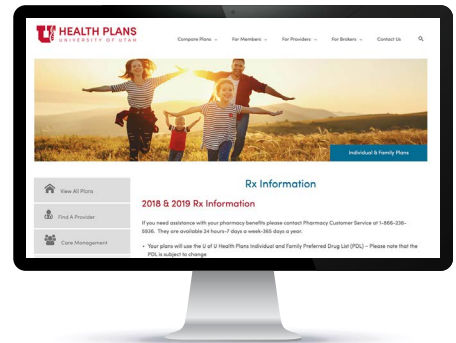 HEALTH PLANS
UNIVERSITY OF UTAH
Compare Plans
For Members
For Providers
For Brokers
Contact Us
Individual & Family Plans
View All Plans
Find A Provider
Care Management
Rx Information
2018 & 2019 Rx Information
If you need assistance with your pharmacy benefits please contact Pharmacy Customer Service at 1-866-236-
5936. They are available 24 hours-7 days a week-365 days a year.
• Your plans will use the U of U Health Plans Individual and Family Preferred Drug List (PDL) – Please note that the
PDL is subject to change